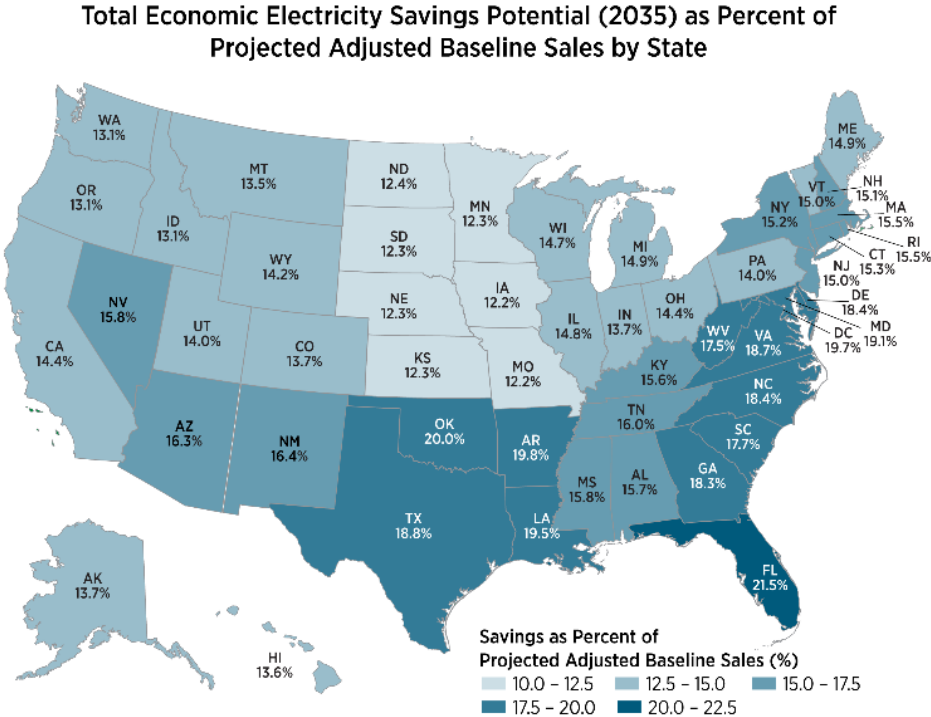 Total Economic Electricity Savings Potential (2035) as Percent of
Projected Adjusted Baseline Sales by State
WA
13.1%
OR
13.1%
ID
13.1%
MT
13.5%
WY
14.2%
ND
12.4%
SD
12.3%
NE
12.3%
KS
12.3%
MN
12.3%
IA
12.2%
MO
12.2%
WI
14.7%
MI
14.9%
IL
14.8%
IN
13.7%
OH
14.4%
PA
14.0%
NY
15.2%
VT
15.0%
ME
14.9%
NH
15.1%
MA
15.5%
RI
15.5%
CT
15.3%
NJ
15.0%
DE
18.4%
MD
19.1%
DC
19.7%
CA
14.4%
NV
15.8%
UT
14.0%
CO
13.7%
AZ
16.3%
NM
16.4%
OK
20.0%
AR
19.8%
TX
18.8%
LA
19.5%
WV
17.5%
VA
18.7%
KY
15.6%
TN
16.0%
NC
18.4%
SC
17.7%
GA
18.3%
MS
15.8%
AL
15.7%
FL
21.5%
AK
13.7%
HI
13.6%
Savings as Percent of
Projected Adjusted Baseline Sales (%)
10.0 – 12.5
12.5 – 15.0
15.0 – 17.5
17.5 – 20.0
20.0 – 22.5